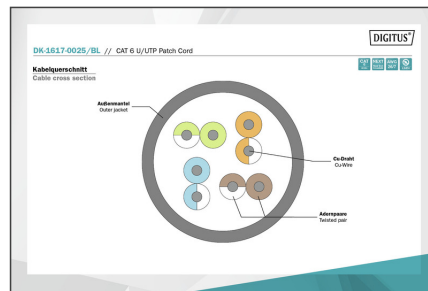 DIGITUS®
DK-1617-0025/BL // CAT 6 U/UTP Patch Cord
Kabelquerschnitt
Cable cross section
Außenmantel
Outer jacket
Cu-Draht
Cu-Wire
Adernpaare
Twisted pair